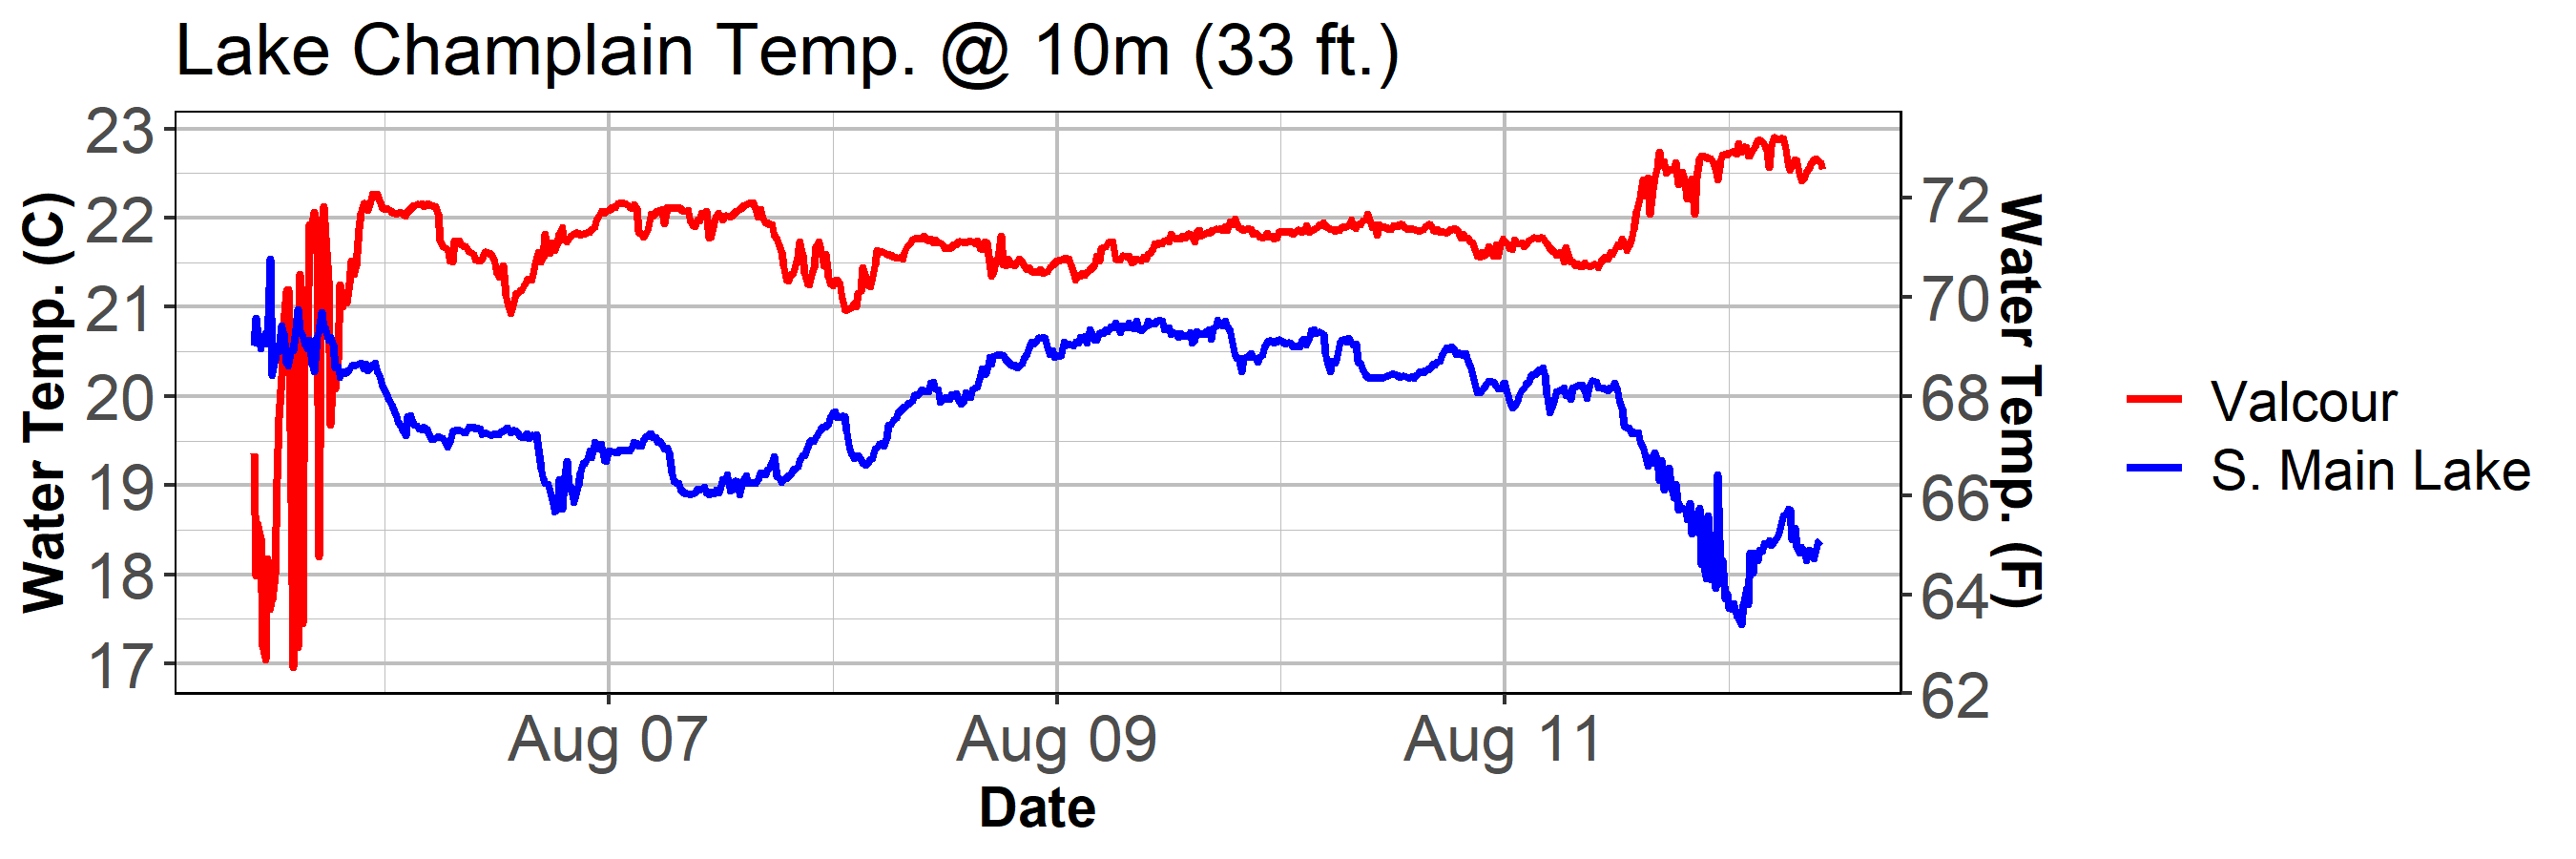 Lake Champlain Temp. @ 10m (33 ft.)
Water Temp. (C)
23
22
21
20
19
18
17
72
70
68
66
64
62
Water Temp. (F)
Aug 07
Aug 09
Aug 11
Date
Valcour
S. Main Lake